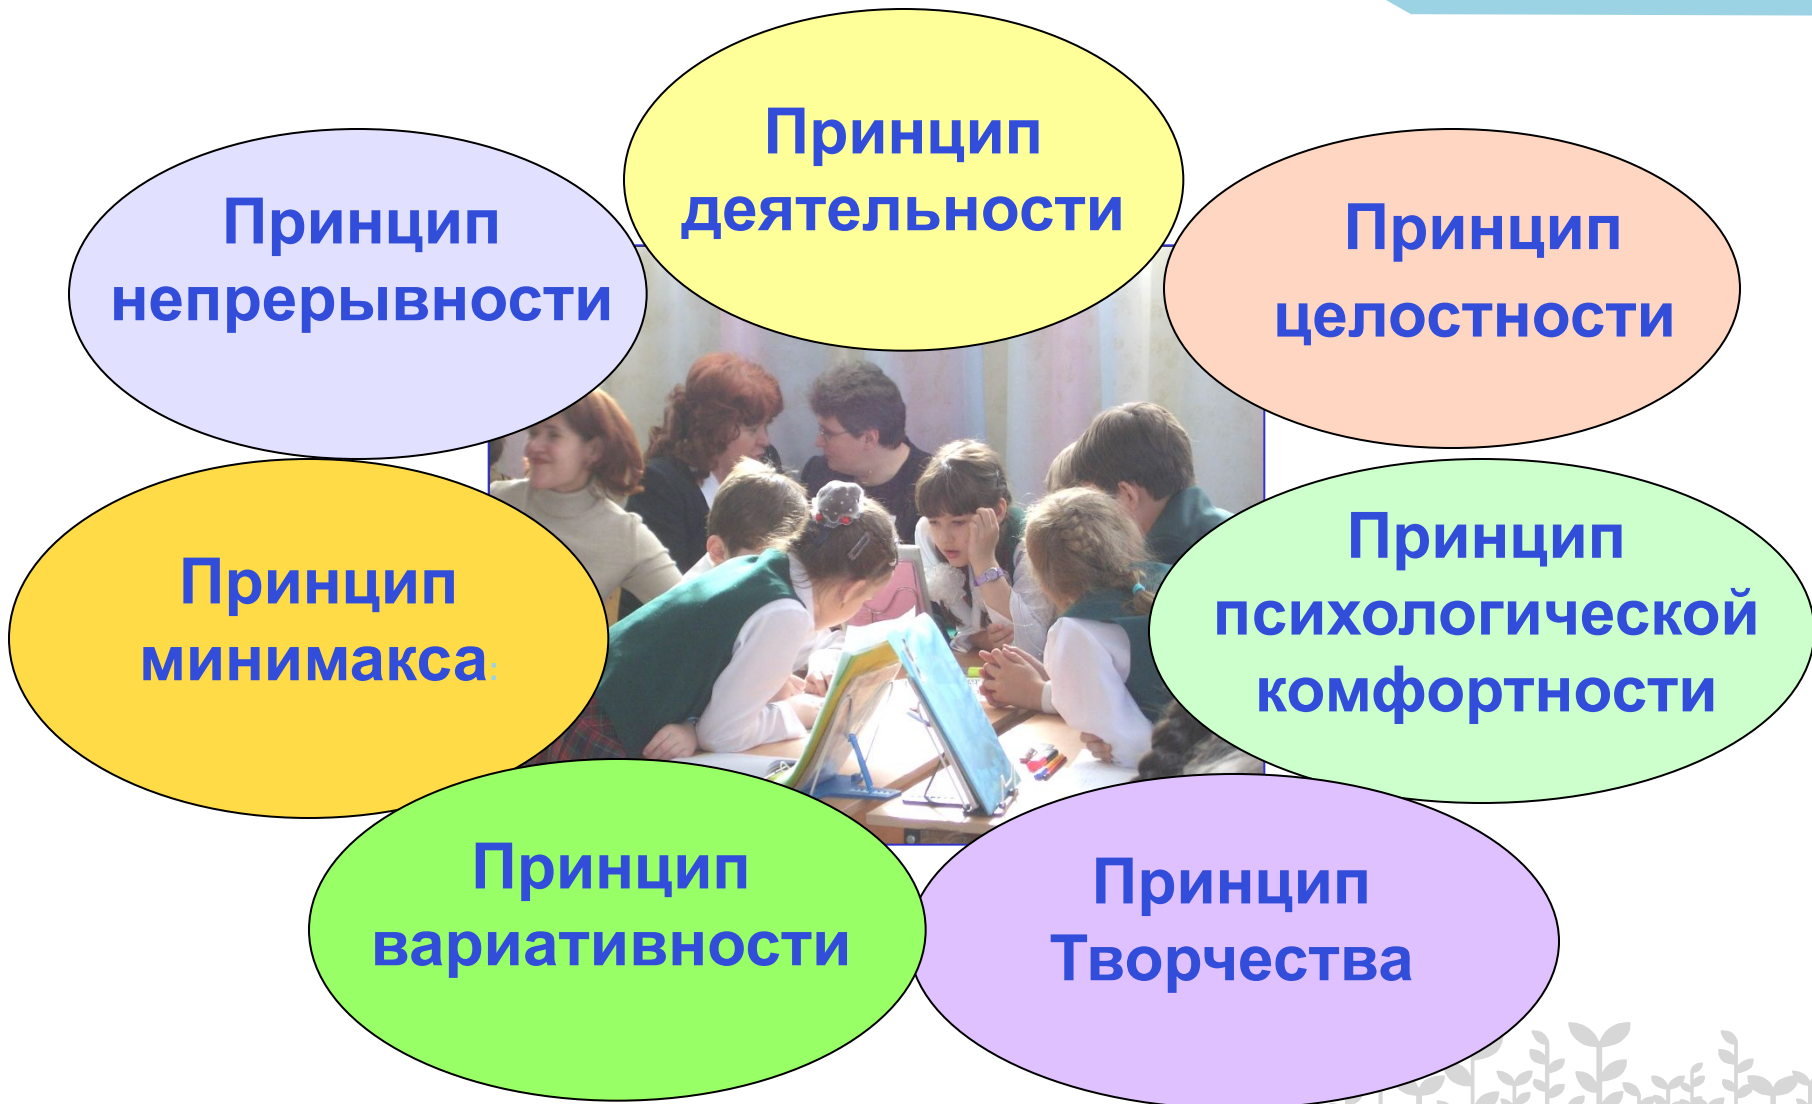 Принцип
деятельности
Принцип
непрерывности
Принцип
целостности
Принцип
минимакса:
Принцип
психологической
комфортности
Принцип
вариативности
Принцип
Творчества